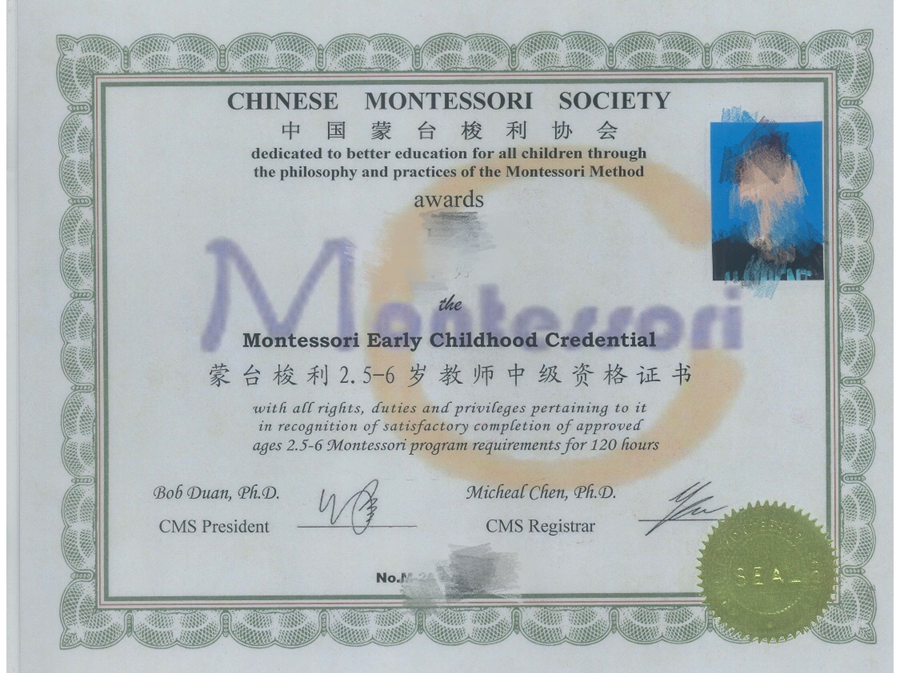 CHINESE MONTESSORI SOCIETY
中国蒙台梭利协会
dedicated to better education for all children through
the philosophy and practices of the Montessori Method
awards
the
Montessori
Montessori Early Childhood Credential
蒙台梭利2.5-6岁教师中级资格证书
with all rights, duties and privileges pertaining to it
in recognition of satisfactory completion of approved
ages 2.5-6 Montessori program requirements for 120 hours
Bob Duan, Ph.D. Micheal Chen, Ph.D.
CMS President CMS Registrar
No.M
SEAL